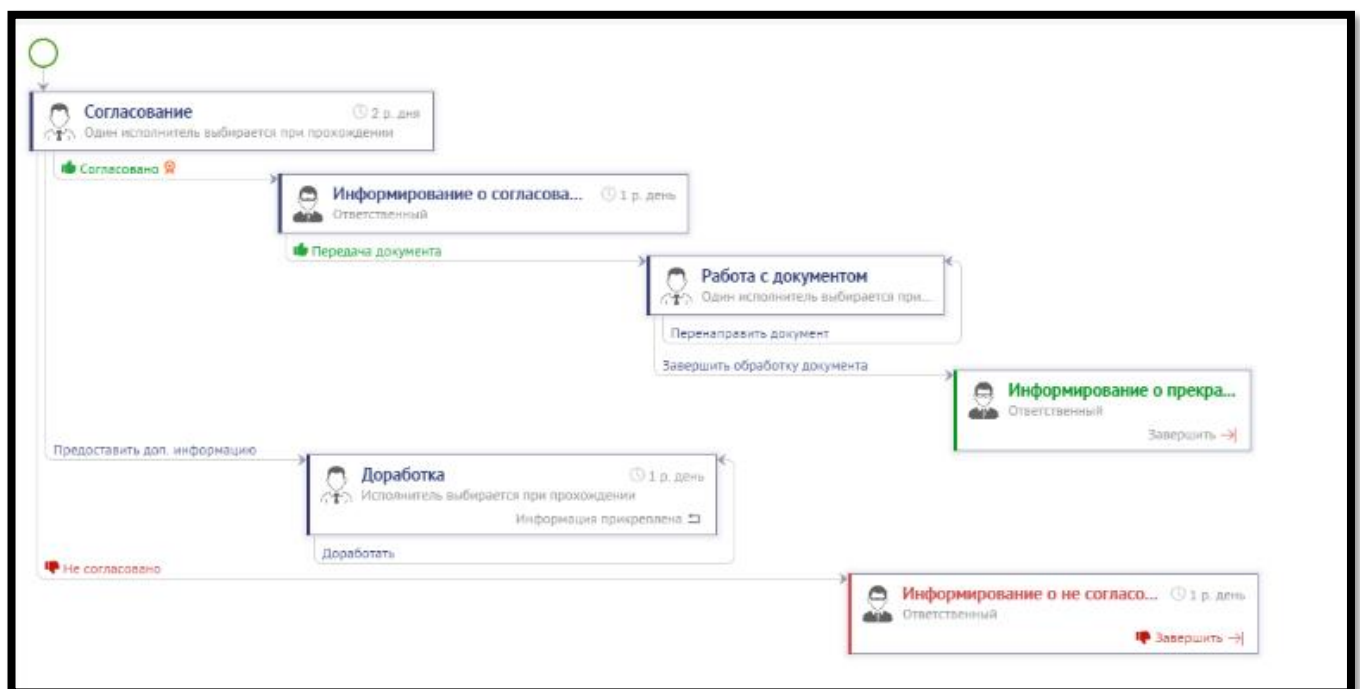 Согласование
2 р. дня
Один исполнитель выбирается при прохождении
Согласовано
Информирование о согласова...
1 р. день
Ответственный
Передача документа
Работа с документом
Один исполнитель выбирается при...
Перенаправить документ
Завершить обработку документа
Информирование о прекра...
Ответственный
Завершить
Предоставить доп. информацию
Доработка
1 р. день
Исполнитель выбирается при прохождении
Информация прикреплена
Доработать
Не согласовано
Информирование о не согласо...
1 р. день
Ответственный
Завершить